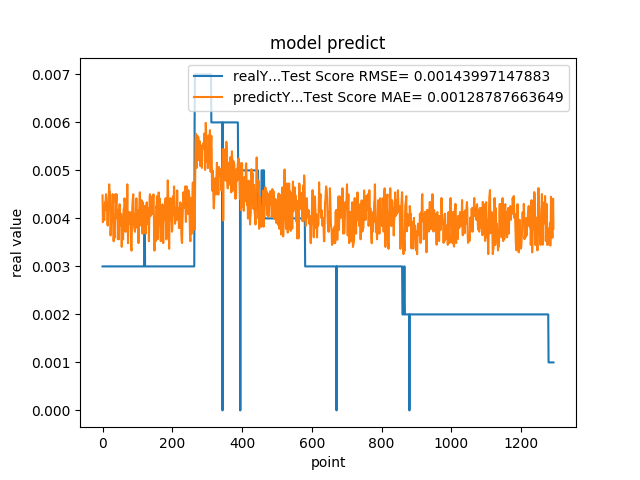 model predict
realY...Test Score RMSE= 0.00143997147883
predictY...Test Score MAE= 0.00128787663649
0.007
0.006
0.005
0.004
0.003
0.002
0.001
0.000
real value
0 200 400 600 800 1000 1200
point